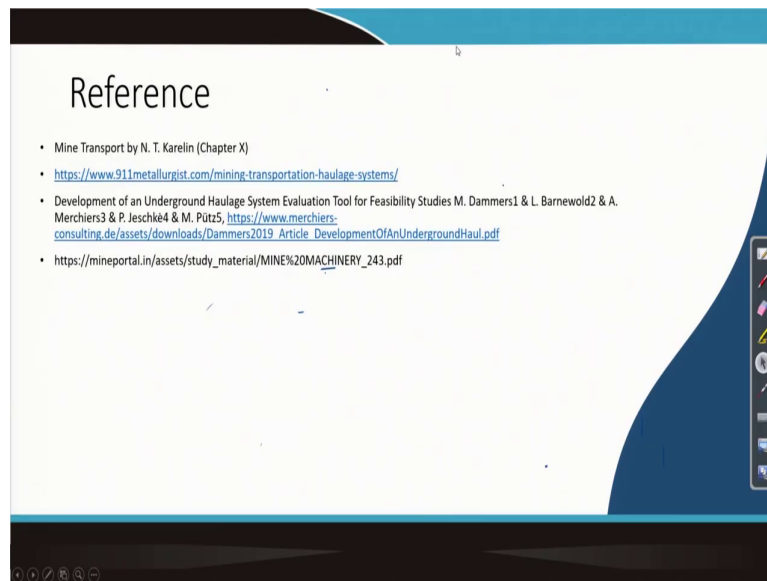 Reference
• Mine Transport by N. T. Karelin (Chapter X)
• https://www.911metallurgist.com/mining-transportation-haulage-systems/
• Development of an Underground Haulage System Evaluation Tool for Feasibility Studies M. Dammers1 & L. Barnewold2 & A.
Merchiers3 & P. Jeschkè4 & M. Pütz5, https://www.merchiers-
consulting.de/assets/downloads/Dammers2019_Article_DevelopmentOfAnUndergroundHaul.pdf
• https://mineportal.in/assets/study_material/MINE%20MACHINERY_243.pdf